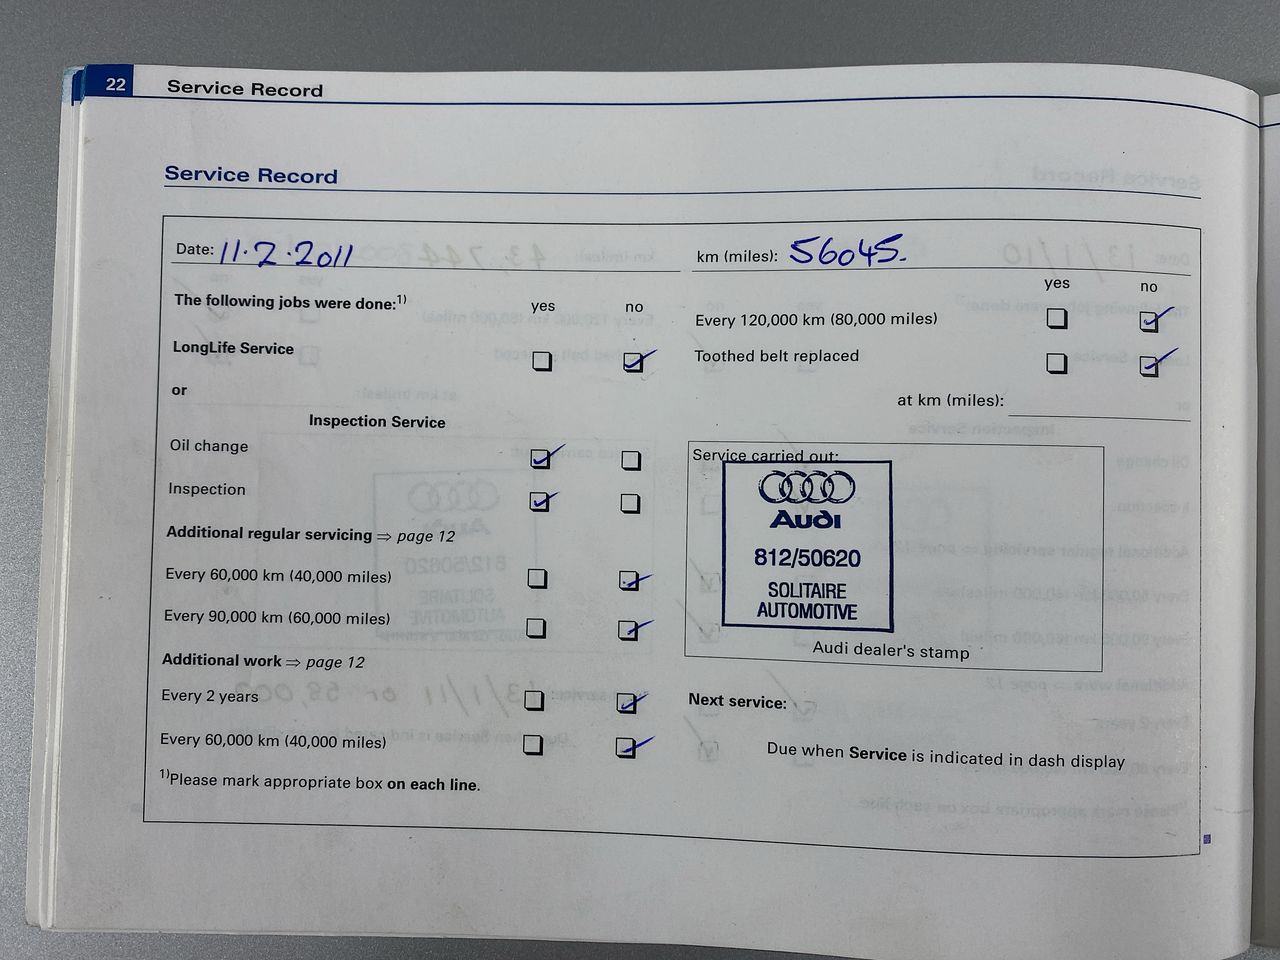 22 Service Record
Service Record
Date: 11.2.2011
km (miles): 56045.
The following jobs were done:1) yes no
LongLife Service
or
Inspection Service
Oil change
Inspection
Additional regular servicing ⇒ page 12
Every 60,000 km (40,000 miles)
Every 90,000 km (60,000 miles)
Additional work ⇒ page 12
Every 2 years
Every 60,000 km (40,000 miles)
1)Please mark appropriate box on each line.
yes no
Every 120,000 km (80,000 miles)
Toothed belt replaced
at km (miles):
Service carried out:
Audi
812/50620
SOLITAIRE
AUTOMOTIVE
Audi dealer's stamp
Next service:
Due when Service is indicated in dash display